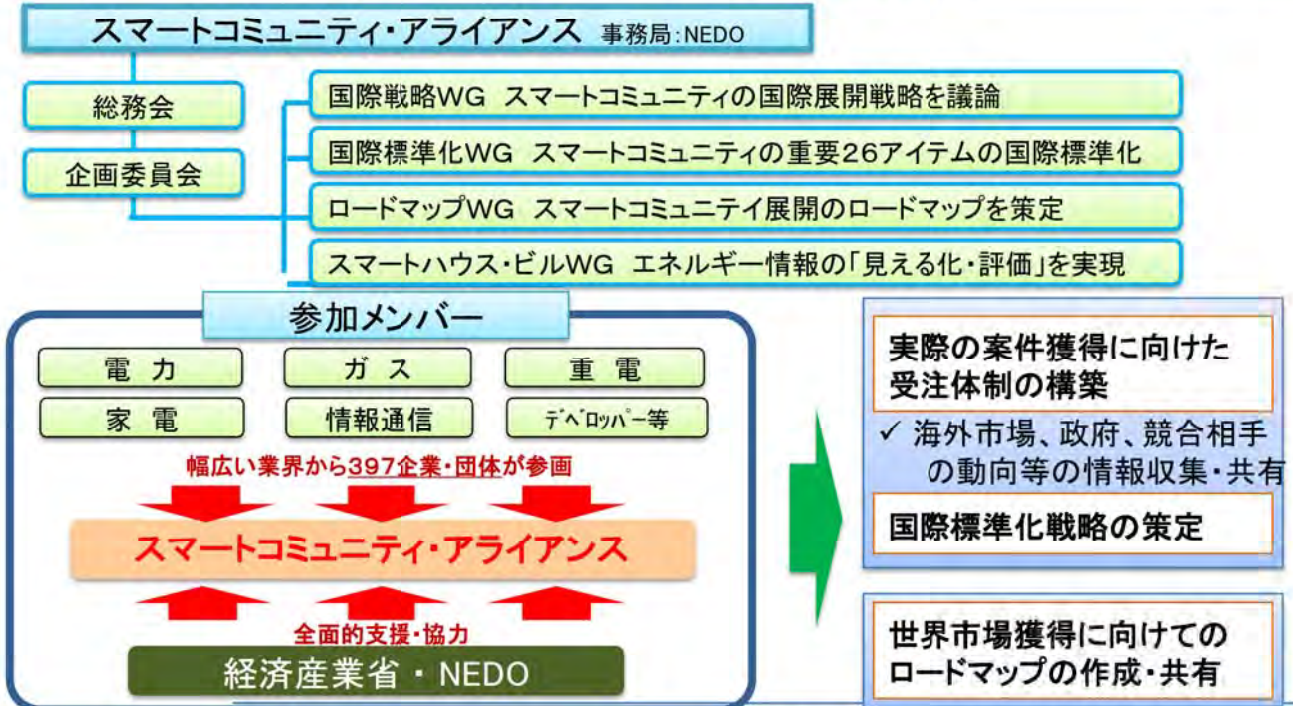 スマートコミュニティ・アライアンス 事務局:NEDO
総務会
企画委員会
国際戦略WG スマートコミュニティの国際展開戦略を議論
国際標準化WG スマートコミュニティの重要26アイテムの国際標準化
ロードマップWG スマートコミュニテイ展開のロードマップを策定
スマートハウス・ビルWG エネルギー情報の「見える化・評価」を実現
参加メンバー
電 力
ガ ス
重 電
家 電
情報通信
デベロッパー等
幅広い業界から397企業・団体が参画
スマートコミュニティ・アライアンス
全面的支援・協力
経済産業省 ・ NEDO
実際の案件獲得に向けた
受注体制の構築
✓ 海外市場、政府、競合相手
の動向等の情報収集・共有
国際標準化戦略の策定
世界市場獲得に向けての
ロードマップの作成・共有